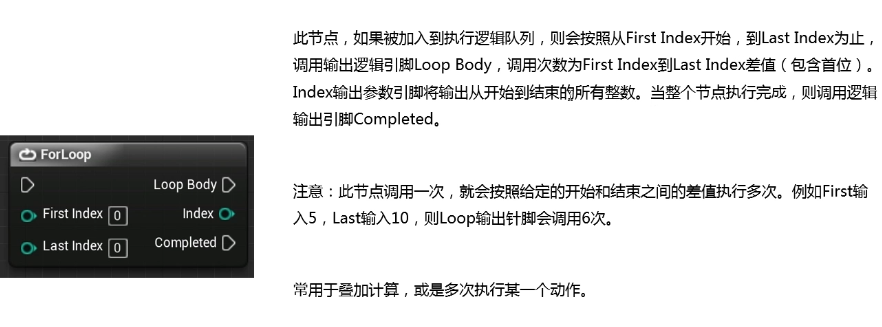 此节点，如果被加入到执行逻辑队列，则会按照从First Index开始，到Last Index为止，
调用输出逻辑引脚Loop Body，调用次数为First Index到Last Index差值（包含首位）。
Index输出参数引脚将输出从开始到结束的所有整数。当整个节点执行完成，则调用逻辑
输出引脚Completed。
ForLoop
Loop Body
First Index 0 Index
Last Index 0 Completed
注意：此节点调用一次，就会按照给定的开始和结束之间的差值执行多次。例如First输
入5，Last输入10，则Loop输出针脚会调用6次。
常用于叠加计算，或是多次执行某一个动作。